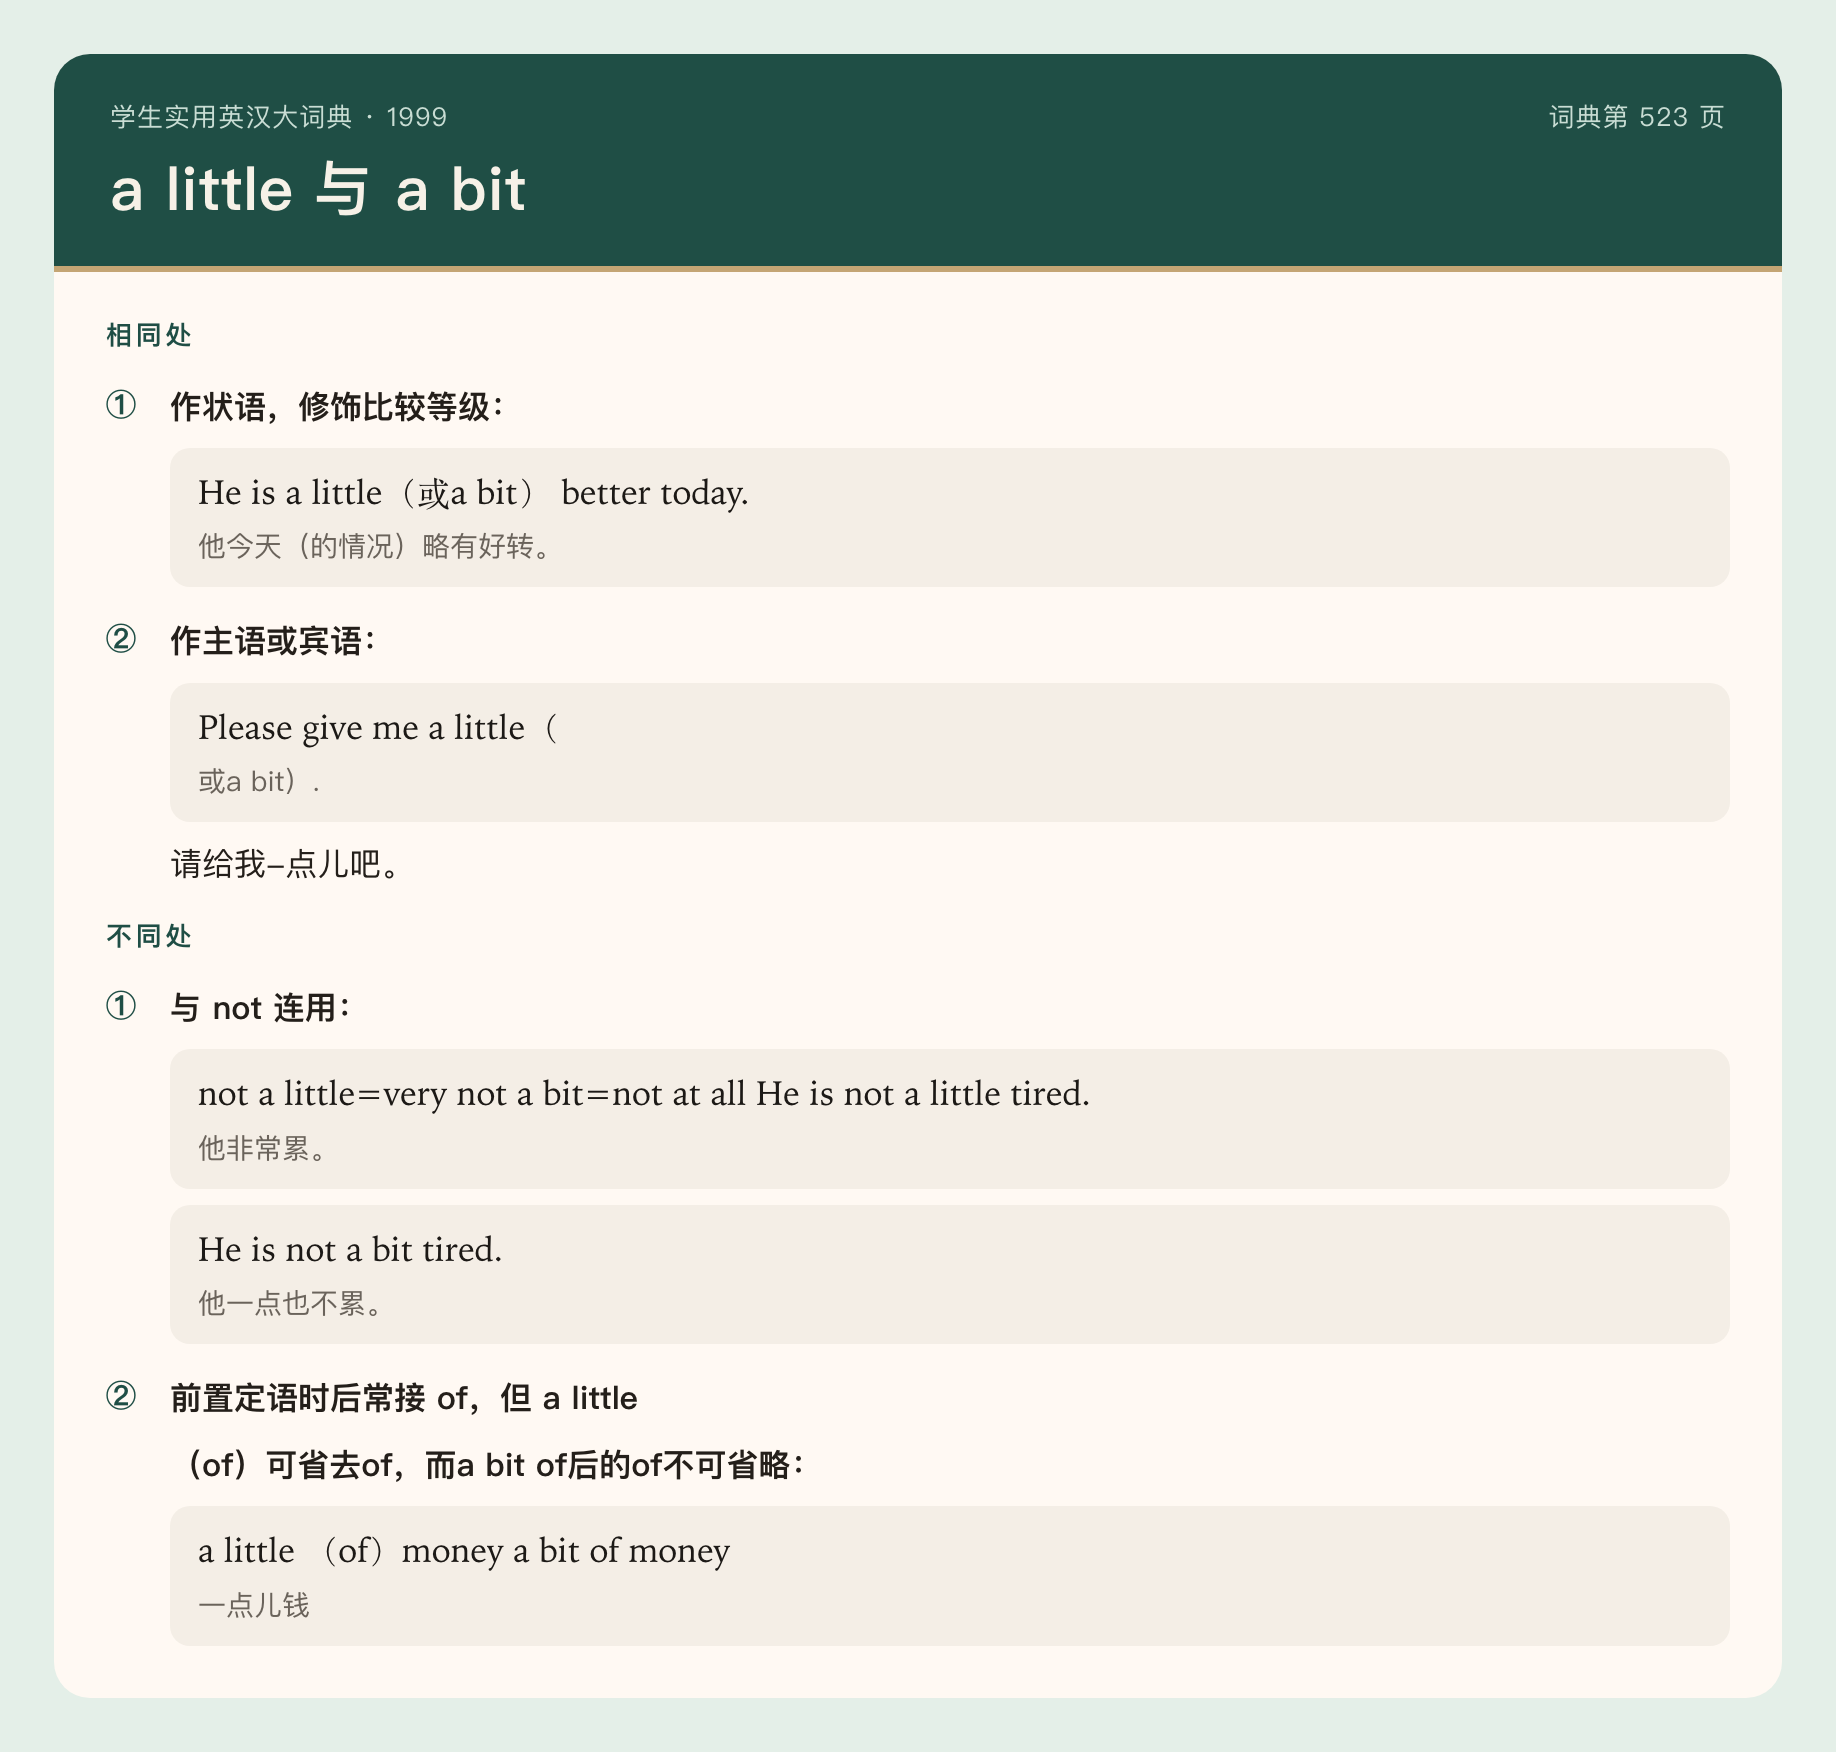 学生实用英汉大词典 · 1999
词典第 523 页
a little 与 a bit
相同处
① 作状语，修饰比较等级：
He is a little（或a bit） better today.
他今天（的情况）略有好转。
② 作主语或宾语：
Please give me a little（
或a bit）.
请给我–点儿吧。
不同处
① 与 not 连用：
not a little=very not a bit=not at all He is not a little tired.
他非常累。
He is not a bit tired.
他一点也不累。
② 前置定语时后常接 of，但 a little
（of）可省去of，而a bit of后的of不可省略：
a little （of）money a bit of money
一点儿钱